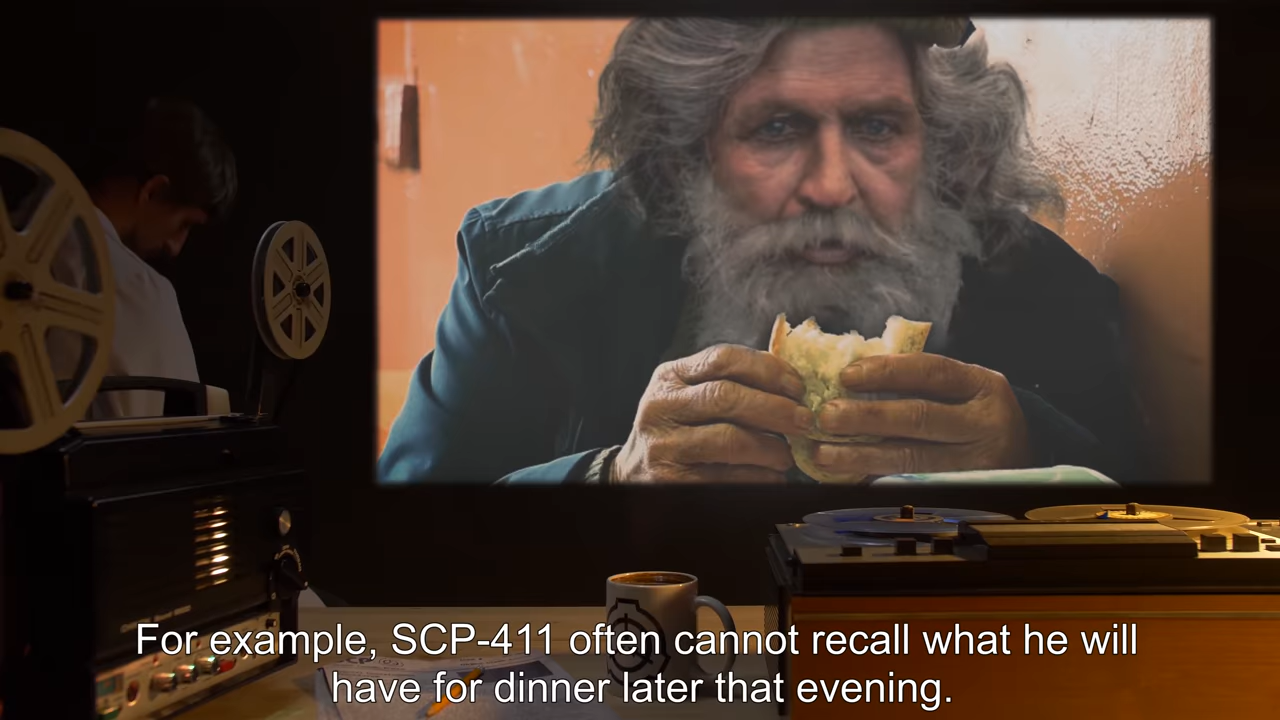 For example, SCP-411 often cannot recall what he will
have for dinner later that evening.